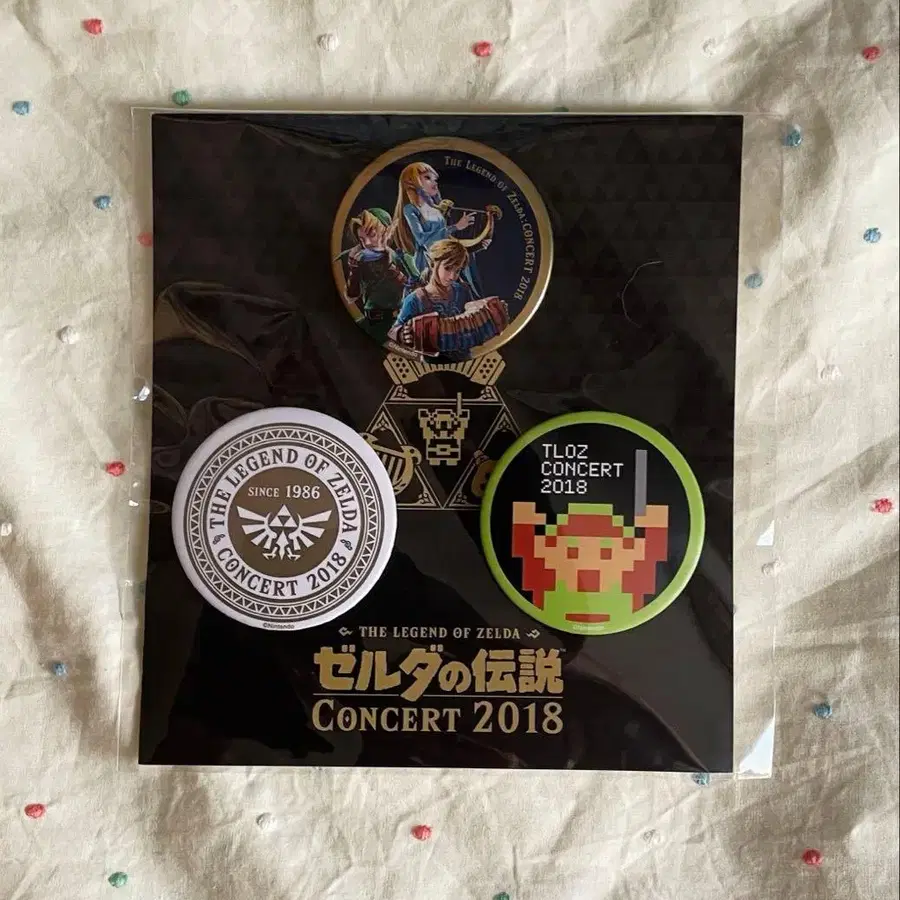 THE LEGEND OF ZELDA:CONCERT 2018
THE LEGEND OF ZELDA
SINCE 1986
CONCERT 2018
©Nintendo
TLOZ
CONCERT
2018
THE LEGEND OF ZELDA
ゼルダの伝説
CONCERT 2018